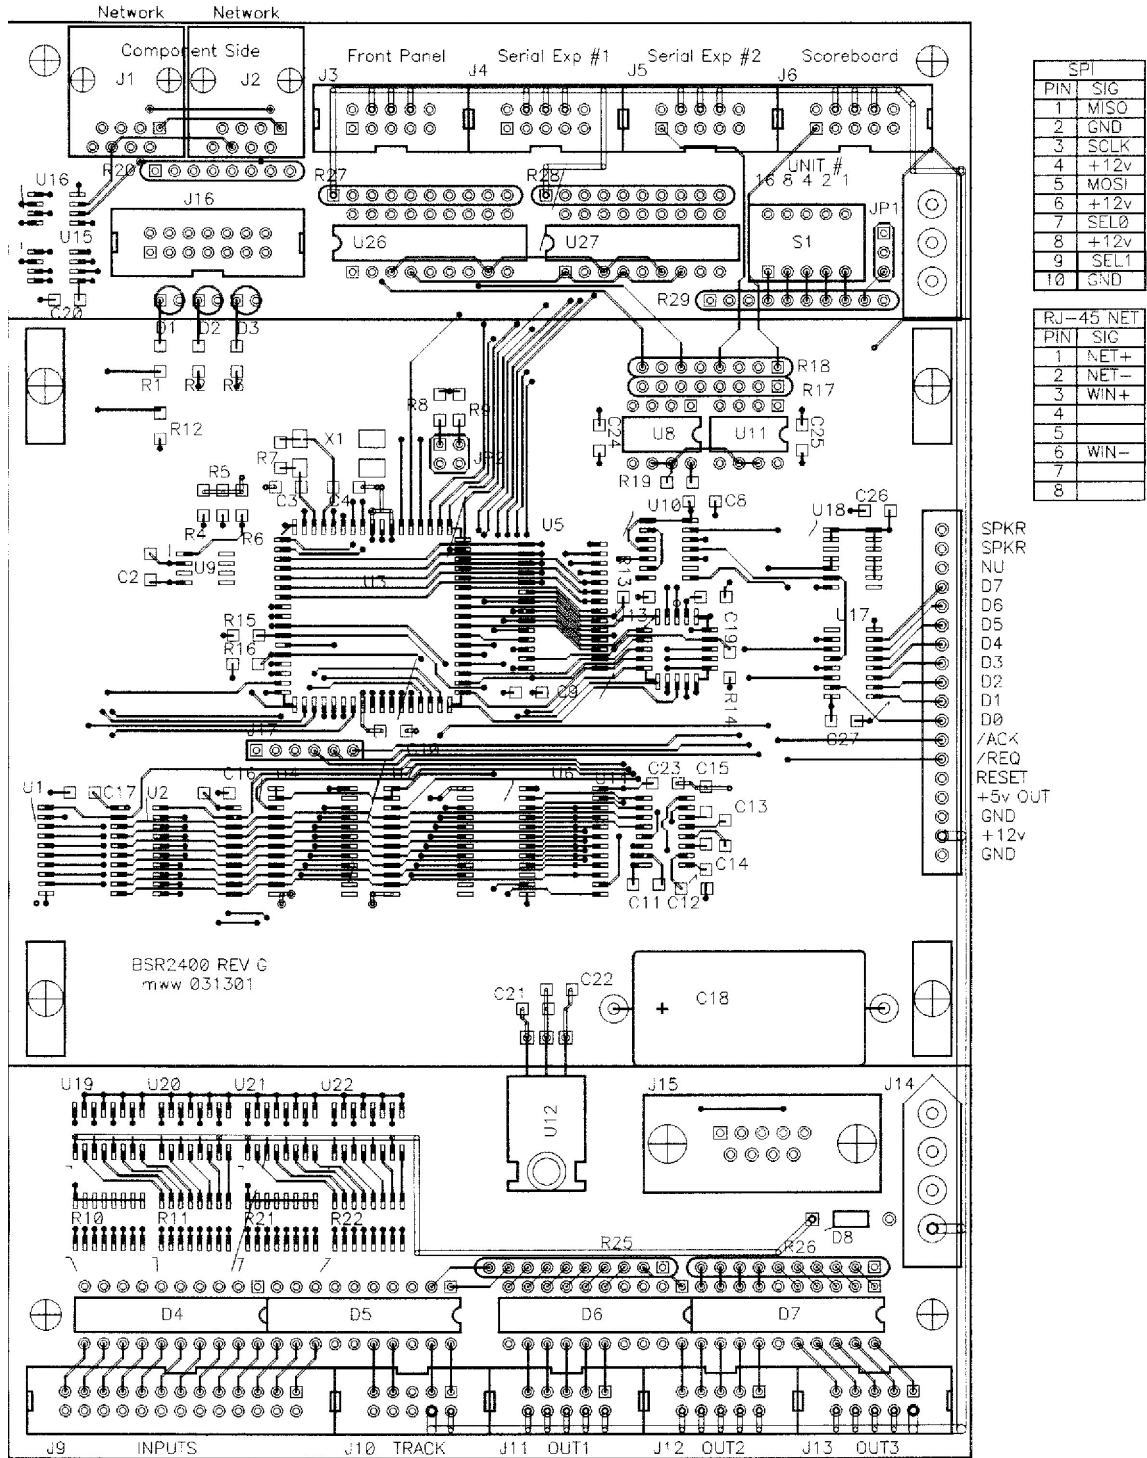 Network Network
Component Side
J1 J2
Front Panel Serial Exp #1 Serial Exp #2 Scoreboard
J3 J4 J5 J6
SPI
PIN SIG
1 MISO
2 GND
3 SCLK
4 +12v
5 MOSI
6 +12v
7 SEL0
8 +12v
9 SEL1
10 GND
RJ-45 NET
PIN SIG
1 NET+
2 NET-
3 WIN+
4
5
6 WIN-
7
8
R20
U16
J16
U15
C20
D1 D2 D3
R1 R2 R3
R12
R27 R28
UNIT #
16 8 4 2 1
JP1
U26 U27 S1
R29
R18
R17
R8 R9
JP2
U8 U11
C24 C25
X1
R7
C3 C4
R5
R4 R6
R19
U10 C8
U18 C26
U5
U9
C2
U3
R13
U13
C19
U17
R15
R16
C9
R14
C27
J17
C10
SPKR
SPKR
NU
D7
D6
D5
D4
D3
D2
D1
D0
/ACK
/REQ
RESET
+5v OUT
GND
+12v
GND
U1 C17 U2 C16 U4
U6
C23 C15
C13
C14
C11 C12
BSR2400 REV G
mww 031301
C21 C22
C18
U19 U20 U21 U22
U12
J15 J14
R10 R11 R21 R22
D8
R25 R26
D4 D5 D6 D7
J9 INPUTS J10 TRACK J11 OUT1 J12 OUT2 J13 OUT3